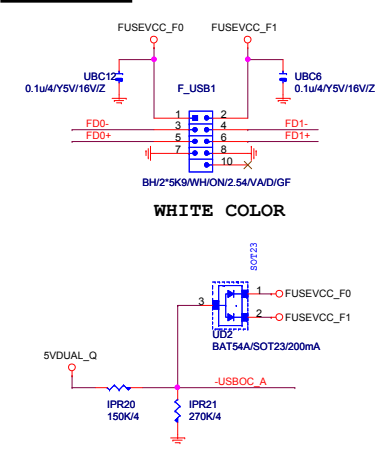 FUSEVCC_F0 FUSEVCC_F1
UBC12 F_USB1 UBC6
0.1u/4/Y5V/16V/Z 0.1u/4/Y5V/16V/Z
1 2
FD0- 3 4 FD1-
FD0+ 5 6 FD1+
7 8
10
BH/2*5K9/WH/ON/2.54/VA/D/GF
WHITE COLOR
SOT23
3 1 FUSEVCC_F0
2 FUSEVCC_F1
UD2
BAT54A/SOT23/200mA
5VDUAL_Q
-USBOC_A
IPR20 IPR21
150K/4 270K/4